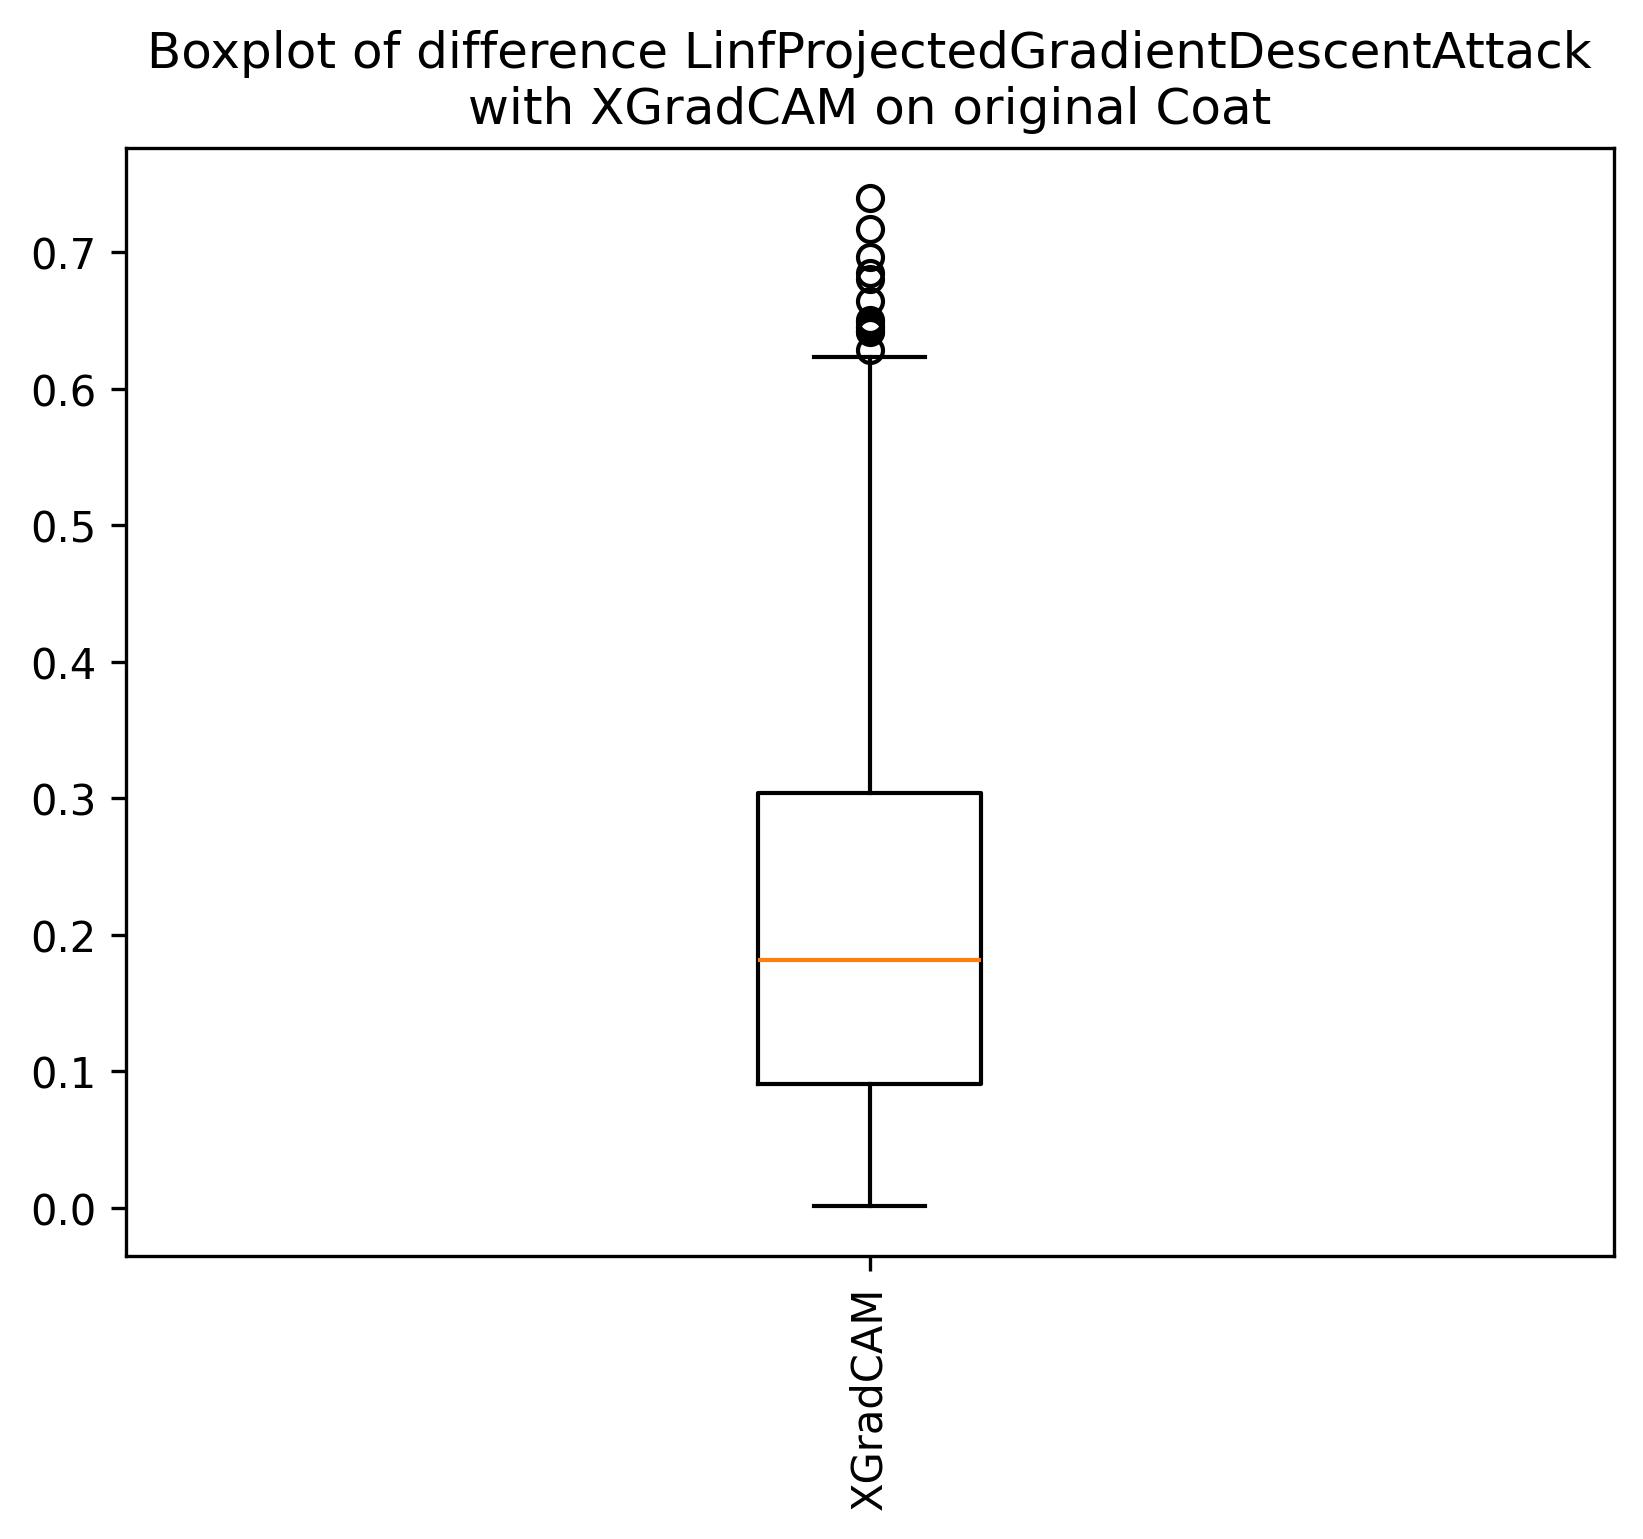 Boxplot of difference LinfProjectedGradientDescentAttack
with XGradCAM on original Coat
0.7
0.6
0.5
0.4
0.3
0.2
0.1
0.0
XGradCAM